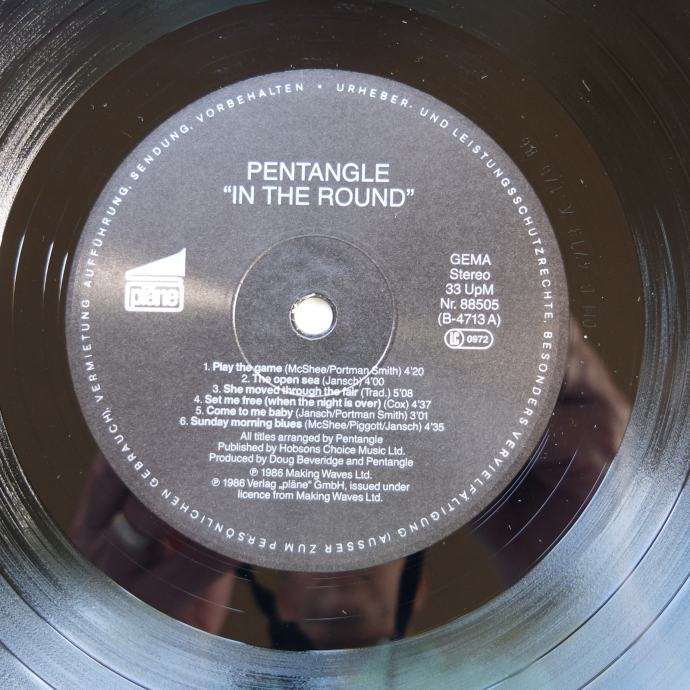 URHEBER- UND LEISTUNGSSCHUTZRECHTE, BESONDERS VERVIELFÄLTIGUNG (AUSSER ZUM PERSÖNLICHEN GEBRAUCH), VERMIETUNG AUFFÜHRUNG, SENDUNG, VORBEHALTEN •
PENTANGLE
“IN THE ROUND”
pläne
GEMA
Stereo
33 UpM
Nr. 88505
(B-4713 A)
LC 0972
1. Play the game (McShee/Portman Smith) 4'20
2. The open sea (Jansch) 4'00
3. She moved through the fair (Trad.) 5'08
4. Set me free (when the night is over) (Cox) 4'37
5. Come to me baby (Jansch/Portman Smith) 3'01
6. Sunday morning blues (McShee/Piggott/Jansch) 4'35
All titles arranged by Pentangle
Published by Hobsons Choice Music Ltd.
Produced by Doug Beveridge and Pentangle
℗ 1986 Making Waves Ltd.
℗ 1986 Verlag „pläne" GmbH, issued under
licence from Making Waves Ltd.